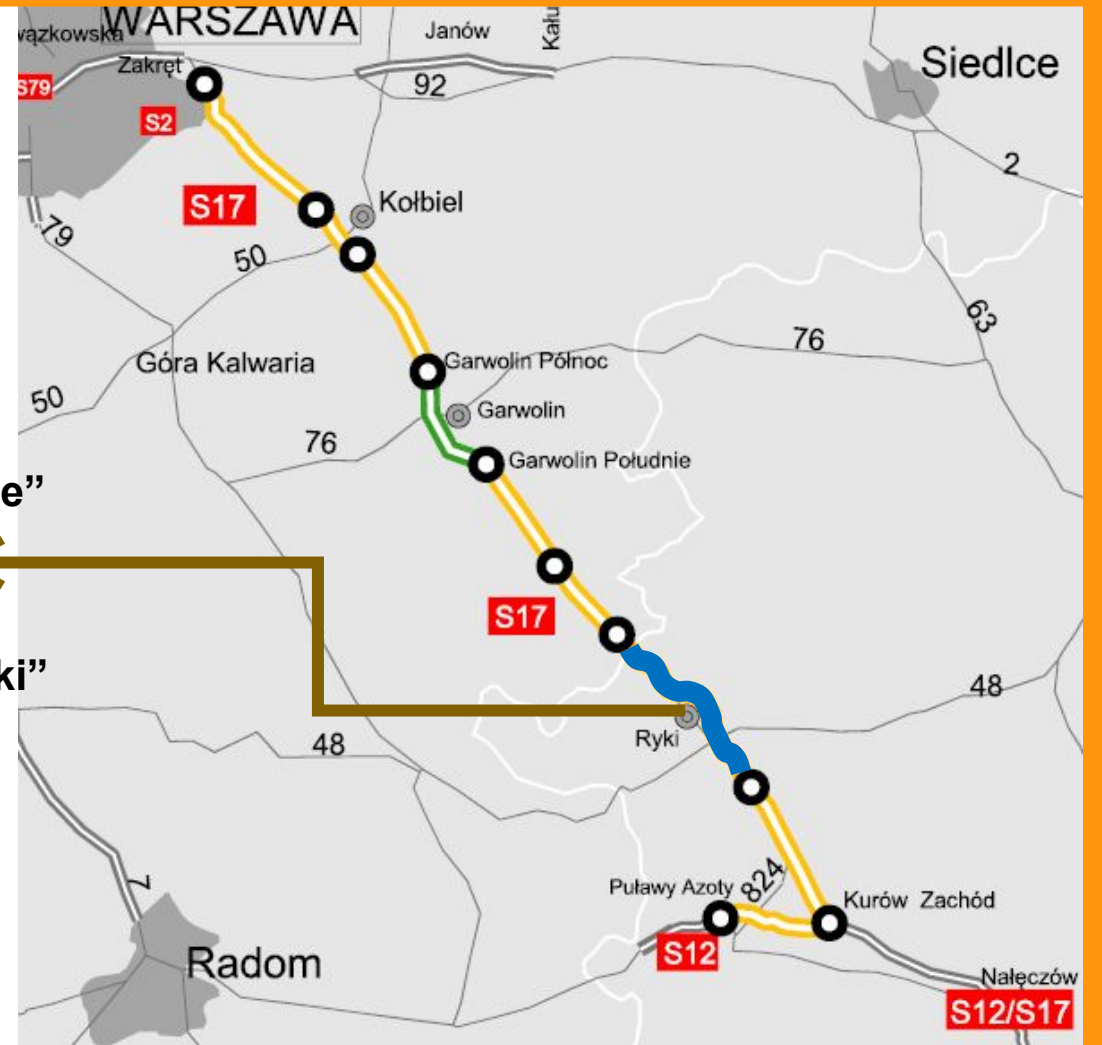 WARSZAWA
Janów
Zakręt
Siedlce
S79
92
S2
2
S17
Kołbiel
79
50
63
76
Góra Kalwaria
Garwolin Północ
50
Garwolin
76
Garwolin Południe
e”
S17
ki”
48
Ryki
48
824
Puławy Azoty
7
Kurów Zachód
S12
Radom
Nałęczów
S12/S17